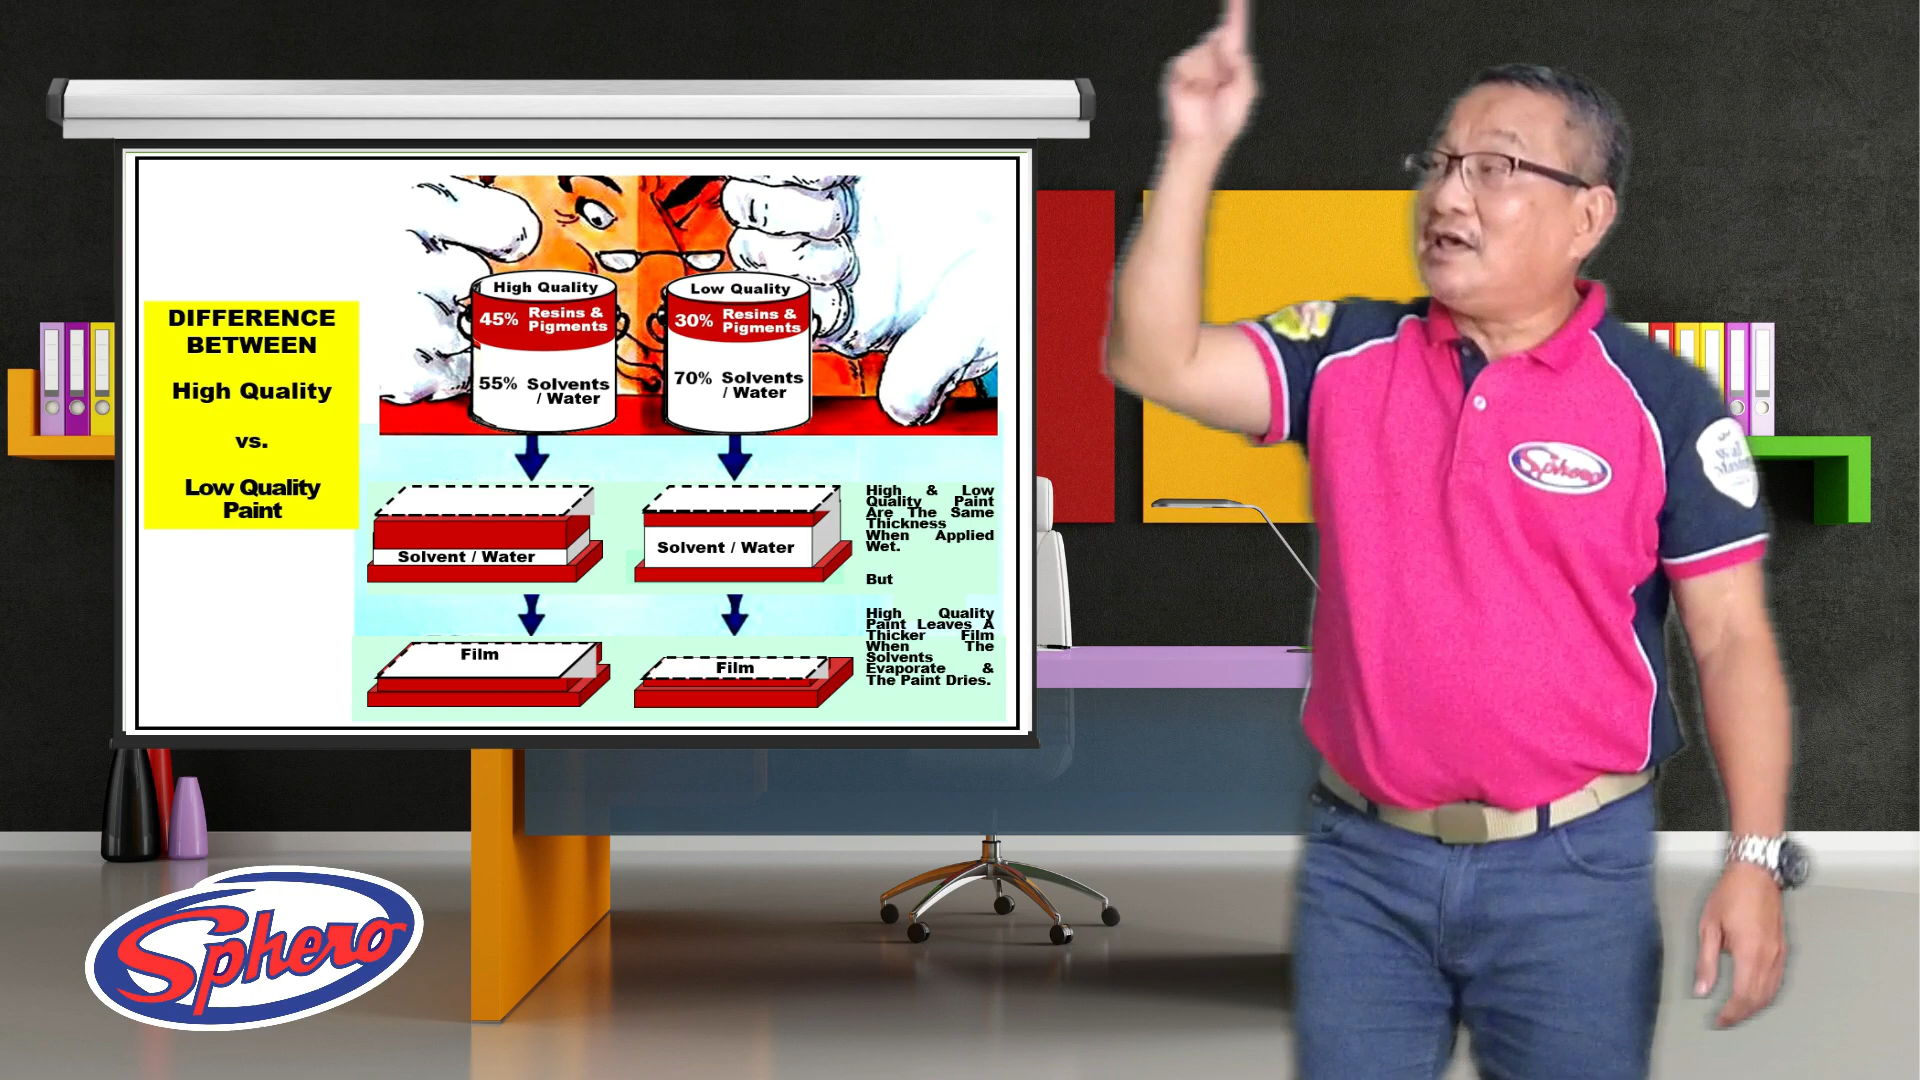 DIFFERENCE
BETWEEN
High Quality
vs.
Low Quality
Paint
High Quality
45% Resins &
Pigments
55% Solvents
/ Water
Low Quality
30% Resins &
Pigments
70% Solvents
/ Water
Solvent / Water
Solvent / Water
High & Low
Quality Paint
Are The Same
Thickness
When Applied
Wet.
But
High Quality
Paint Leaves A
Thicker Film
When The
Solvents
Evaporate &
The Paint Dries.
Film
Film
Sphero
Sphero
Wall